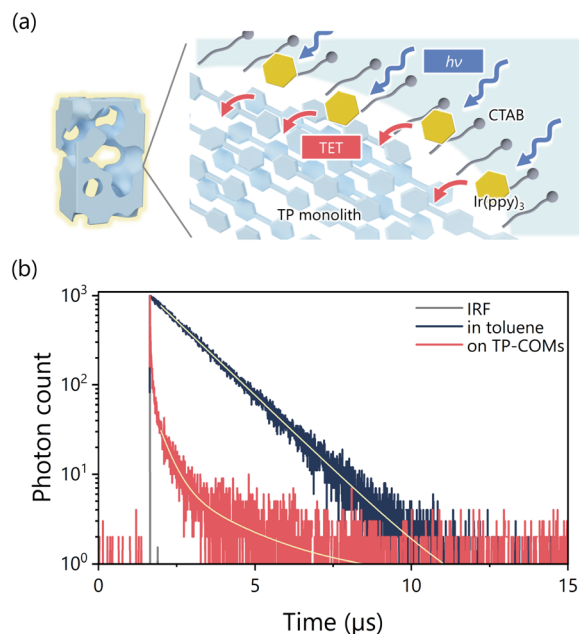 (a)
hν
CTAB
TET
Ir(ppy)₃
TP monolith
(b)
10³
10²
10¹
10⁰
Photon count
IRF
in toluene
on TP-COMs
0
5
10
15
Time (μs)